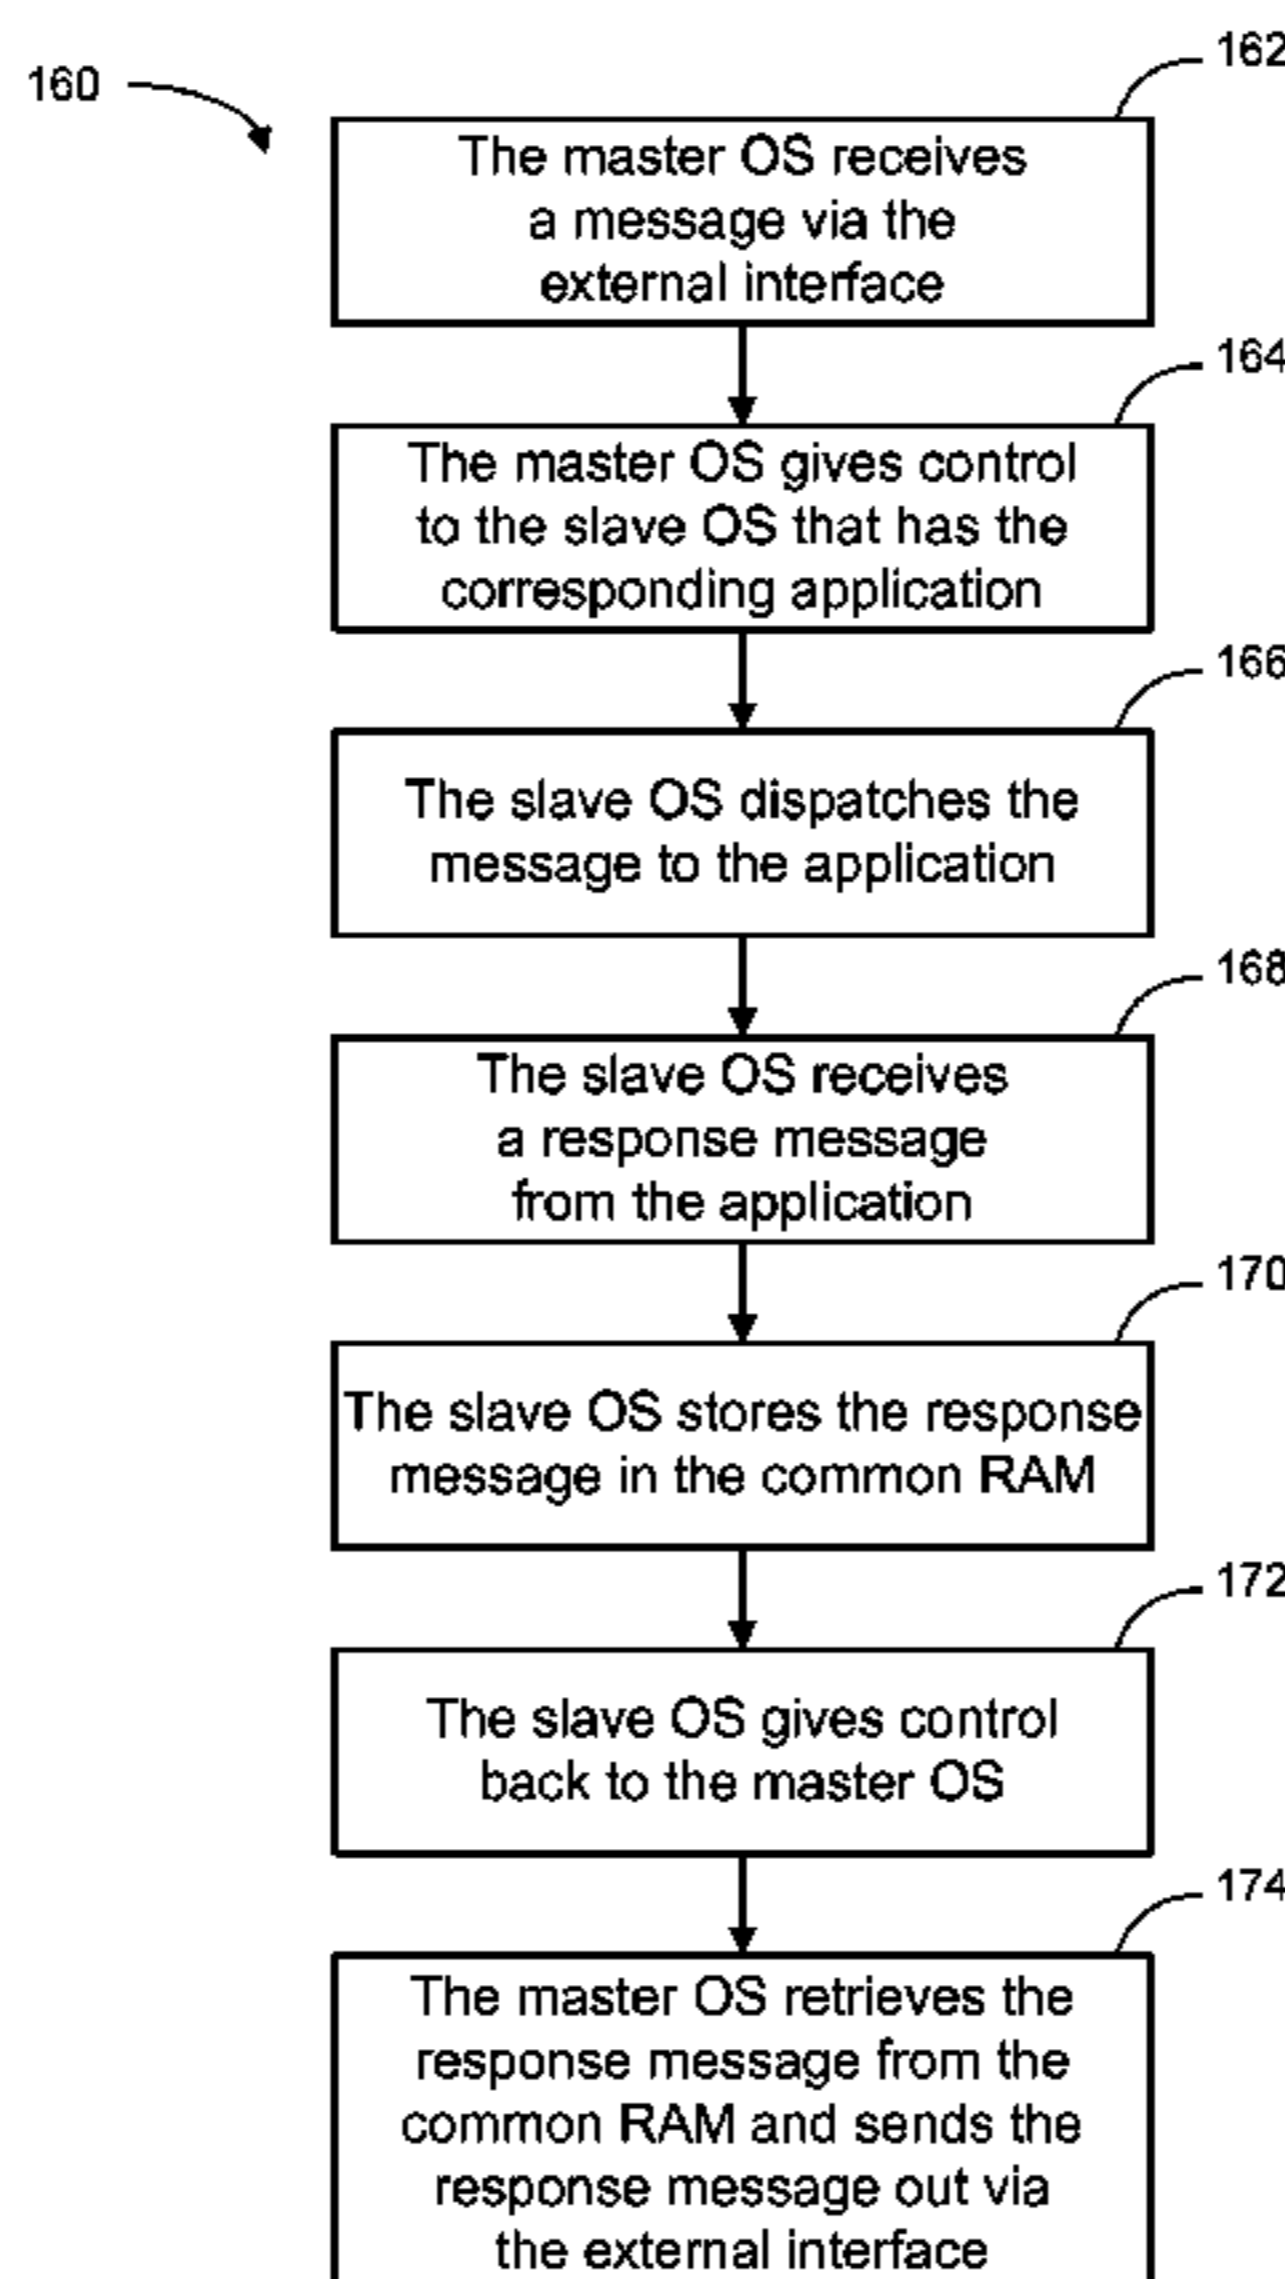 160
162
The master OS receives
a message via the
external interface
164
The master OS gives control
to the slave OS that has the
corresponding application
166
The slave OS dispatches the
message to the application
168
The slave OS receives
a response message
from the application
170
The slave OS stores the response
message in the common RAM
172
The slave OS gives control
back to the master OS
174
The master OS retrieves the
response message from the
common RAM and sends the
response message out via
the external interface